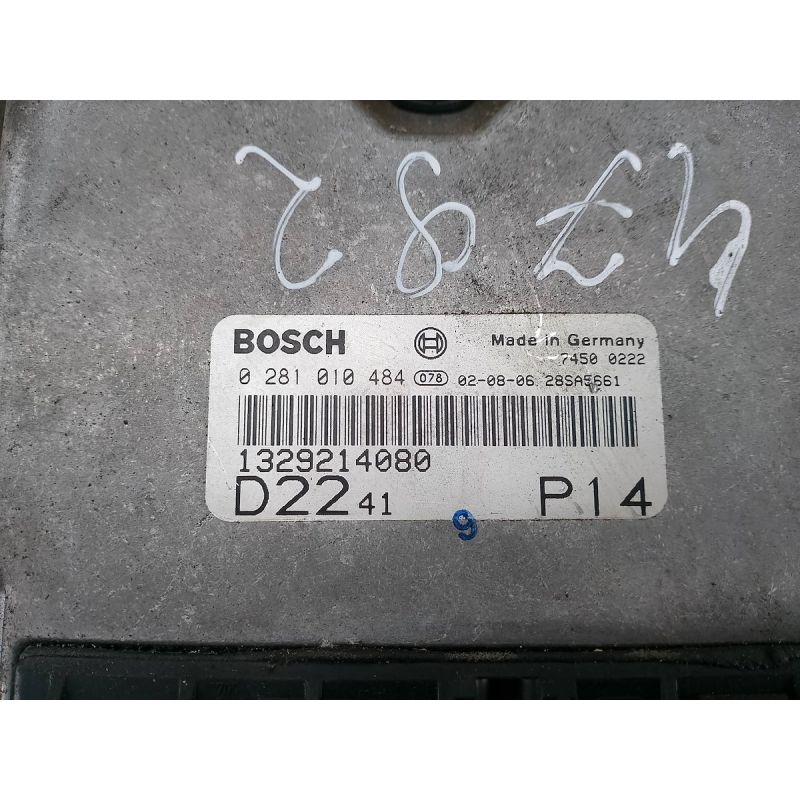 4782
BOSCH
Made in Germany
7450 0222
0 281 010 484 078 02-08-06 28SA5661
1329214080
D22 41 P14
9